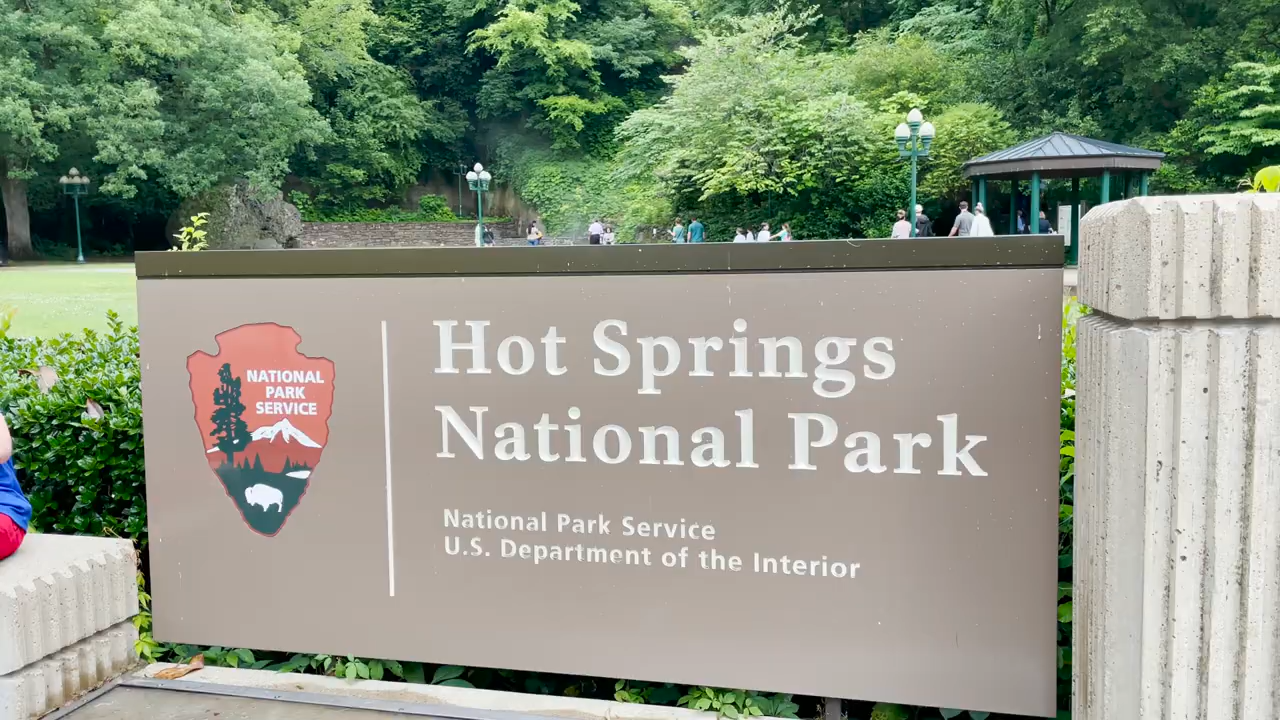 NATIONAL
PARK
SERVICE
Hot Springs
National Park
National Park Service
U.S. Department of the Interior